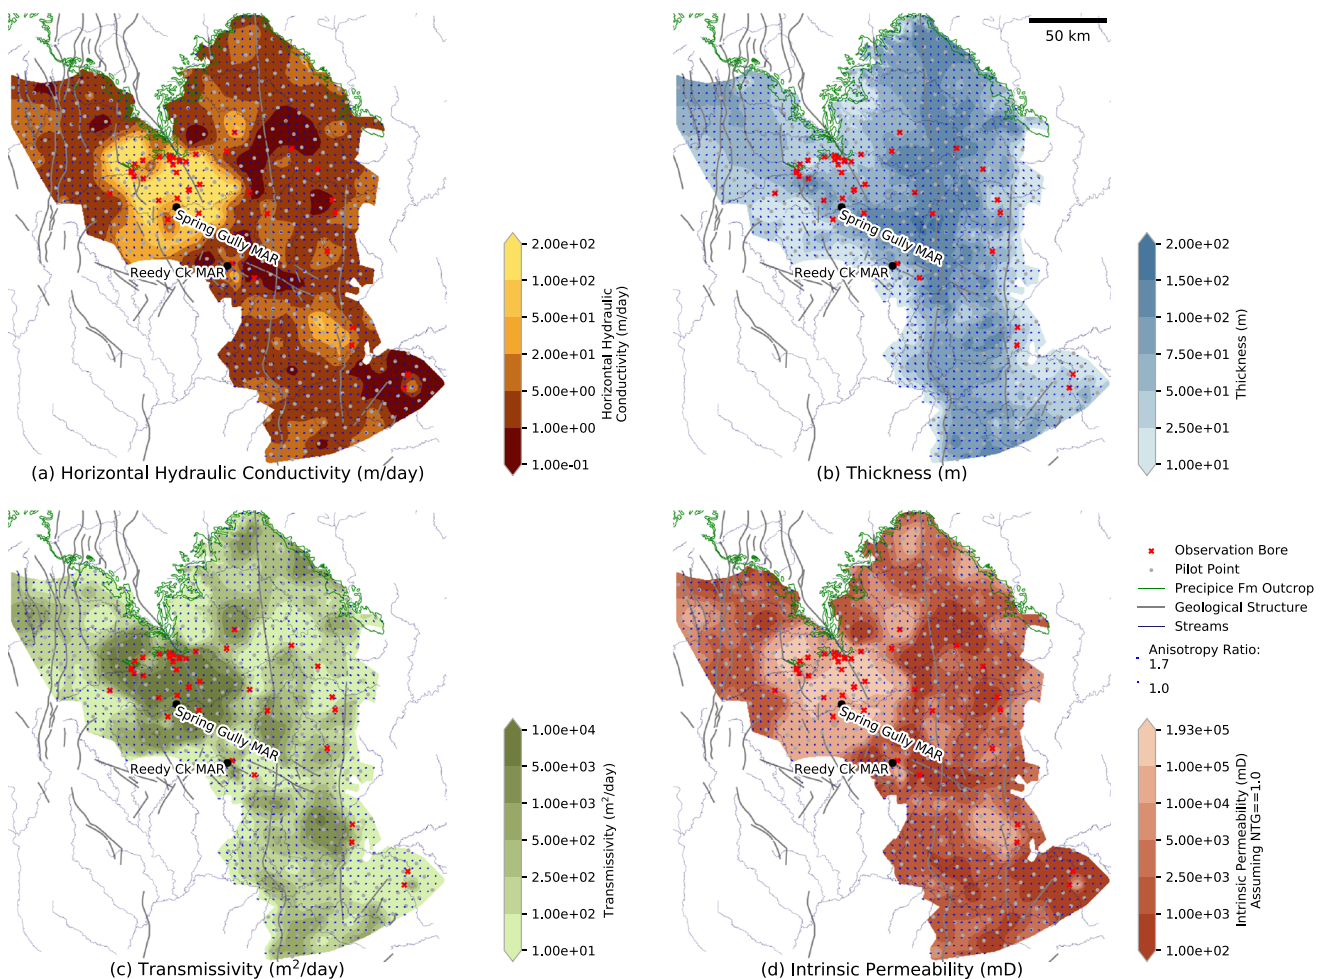 50 km
Spring Gully MAR
Reedy Ck MAR
2.00e+02
1.00e+02
5.00e+01
2.00e+01
5.00e+00
1.00e+00
1.00e-01
Horizontal Hydraulic
Conductivity (m/day)
(a) Horizontal Hydraulic Conductivity (m/day)
Spring Gully MAR
Reedy Ck MAR
2.00e+02
1.50e+02
1.00e+02
7.50e+01
5.00e+01
2.50e+01
1.00e+01
Thickness (m)
(b) Thickness (m)
Spring Gully MAR
Reedy Ck MAR
1.00e+04
5.00e+03
1.00e+03
5.00e+02
2.50e+02
1.00e+02
1.00e+01
Transmissivity (m²/day)
(c) Transmissivity (m²/day)
Spring Gully MAR
Reedy Ck MAR
Observation Bore
Pilot Point
Precipice Fm Outcrop
Geological Structure
Streams
Anisotropy Ratio:
1.7
1.0
1.93e+05
1.00e+05
1.00e+04
5.00e+03
2.50e+03
1.00e+03
1.00e+02
Intrinsic Permeability (mD)
Assuming NTG==1.0
(d) Intrinsic Permeability (mD)